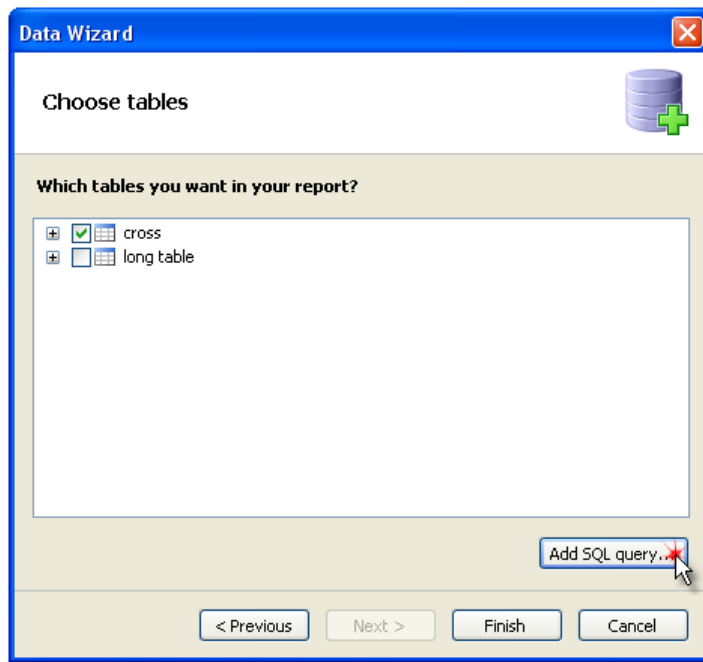 Data Wizard
Choose tables
Which tables you want in your report?
cross
long table
Add SQL query...
< Previous
Next >
Finish
Cancel